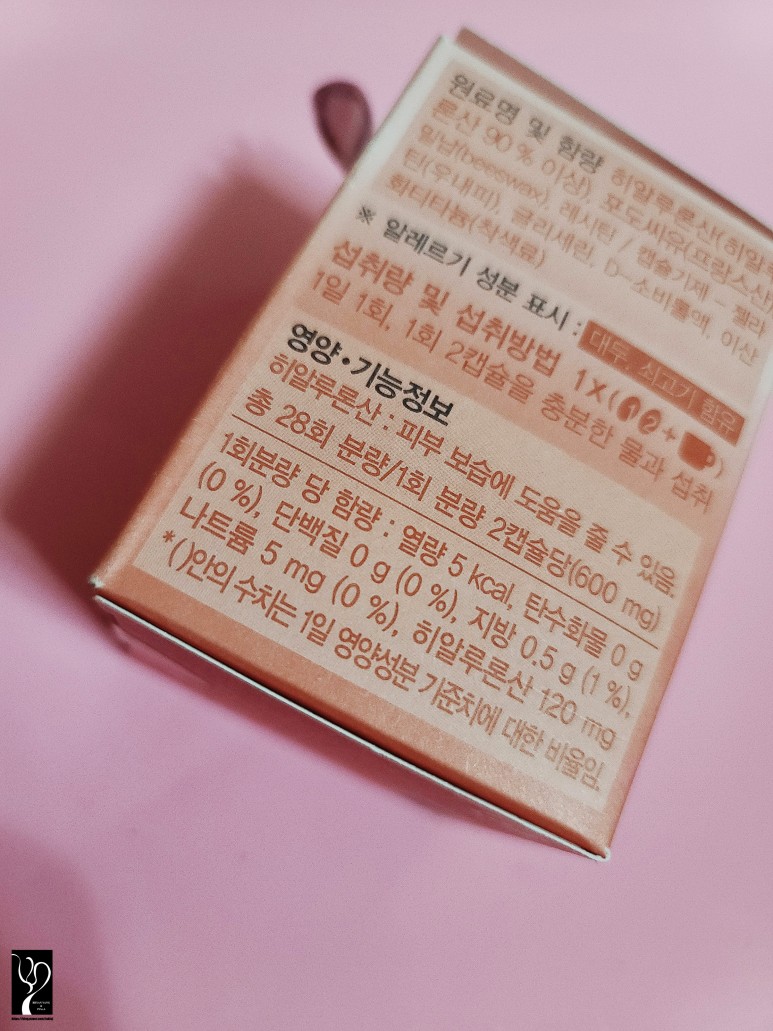 원료명 및 함량 히알루론산(히알루
론산 90 % 이상), 포도씨유(프랑스산),
밀납(beeswax), 레시틴 / 캡슐기제 - 젤라
틴(우내피), 글리세린, D-소비톨액, 이산
화티타늄(착색료)
※ 알레르기 성분 표시 : 대두, 쇠고기 함유
섭취량 및 섭취방법 1 X ( 1 2 + )
1일 1회, 1회 2캡슐을 충분한 물과 섭취
영양•기능정보
히알루론산 : 피부 보습에 도움을 줄 수 있음.
총 28회 분량/1회 분량 2캡슐당(600 mg)
1회분량 당 함량 : 열량 5 kcal, 탄수화물 0 g
(0 %), 단백질 0 g (0 %), 지방 0.5 g (1 %),
나트륨 5 mg (0 %), 히알루론산 120 mg
*( )안의 수치는 1일 영양성분 기준치에 대한 비율임.